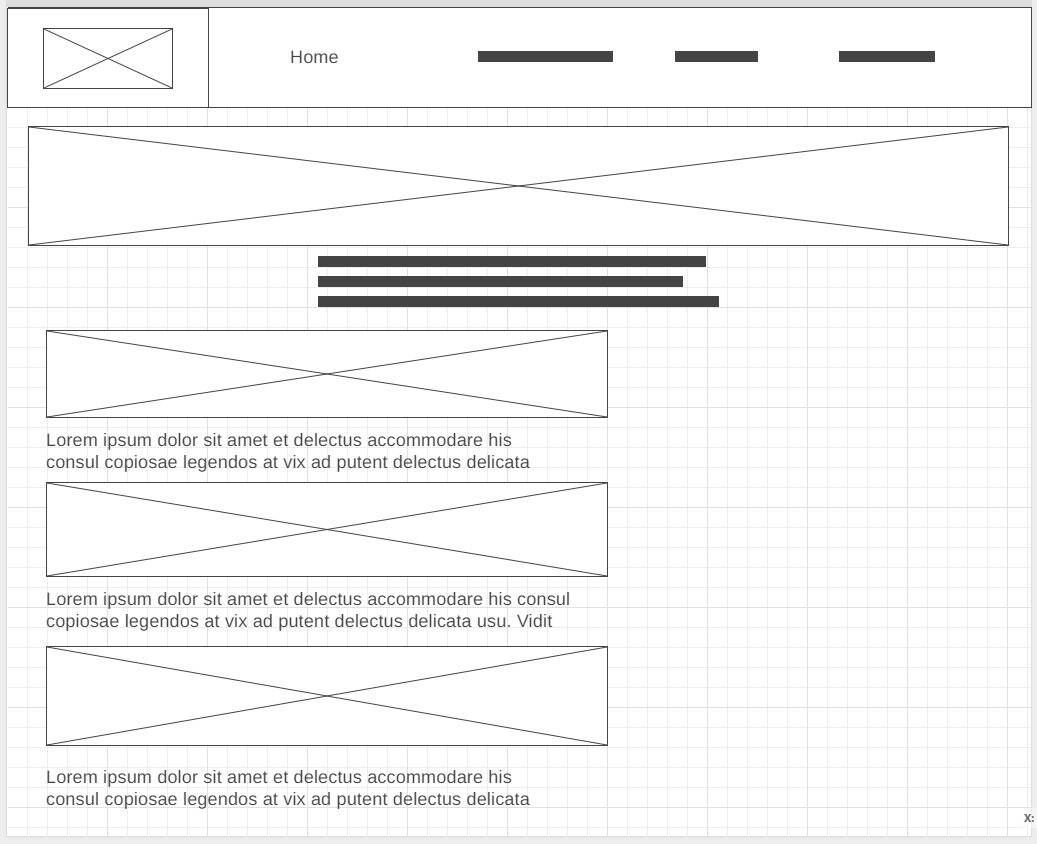 Home
Lorem ipsum dolor sit amet et delectus accommodare his
consul copiosae legendos at vix ad putent delectus delicata
Lorem ipsum dolor sit amet et delectus accommodare his consul
copiosae legendos at vix ad putent delectus delicata usu. Vidit
Lorem ipsum dolor sit amet et delectus accommodare his
consul copiosae legendos at vix ad putent delectus delicata
X: